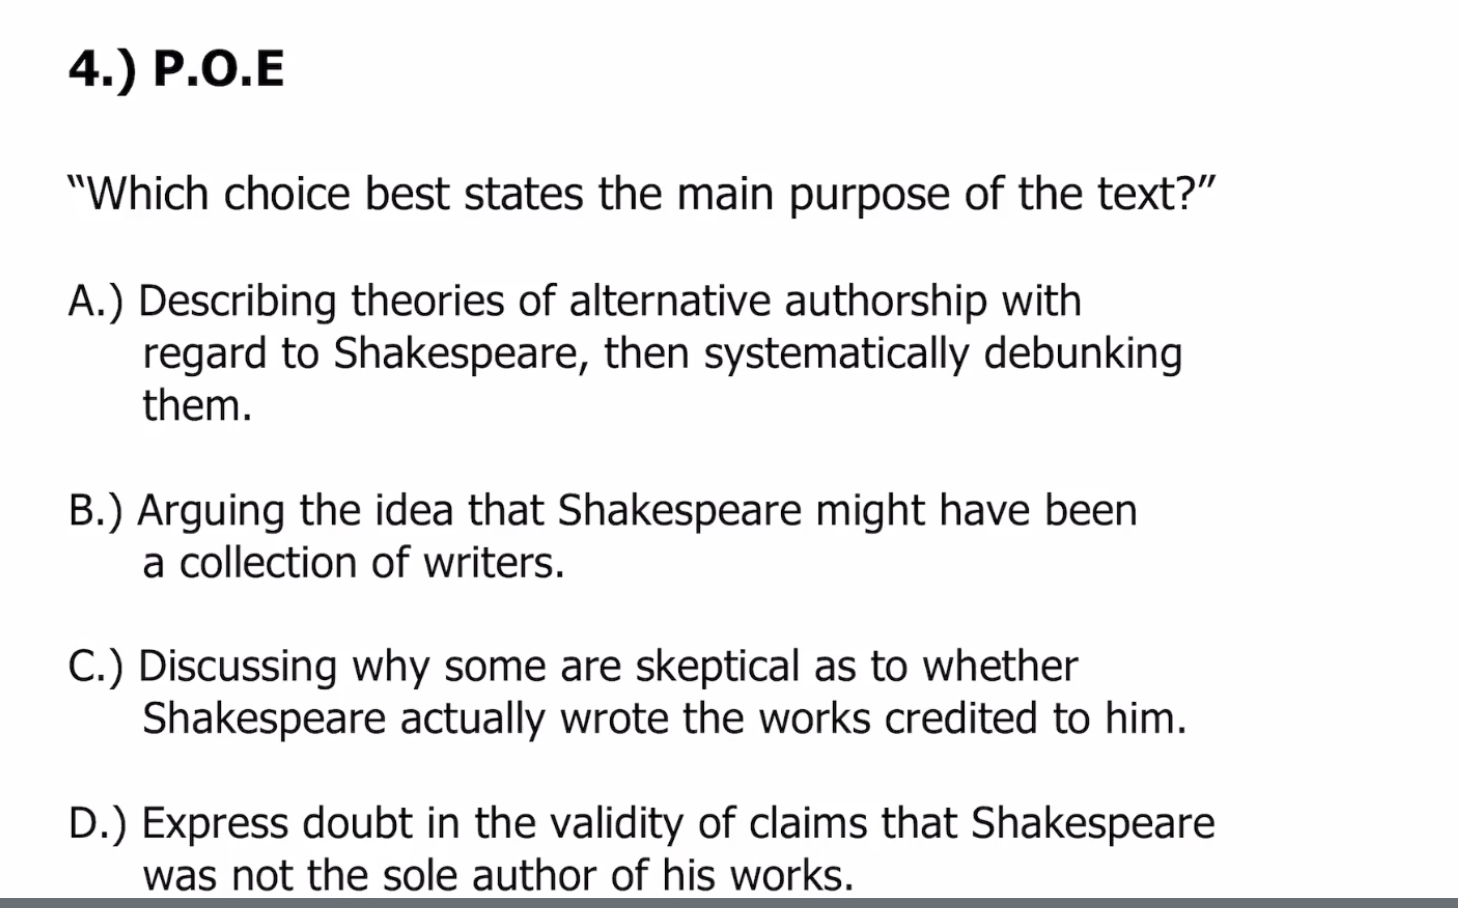 4.) P.O.E
“Which choice best states the main purpose of the text?”
A.) Describing theories of alternative authorship with
regard to Shakespeare, then systematically debunking
them.
B.) Arguing the idea that Shakespeare might have been
a collection of writers.
C.) Discussing why some are skeptical as to whether
Shakespeare actually wrote the works credited to him.
D.) Express doubt in the validity of claims that Shakespeare
was not the sole author of his works.